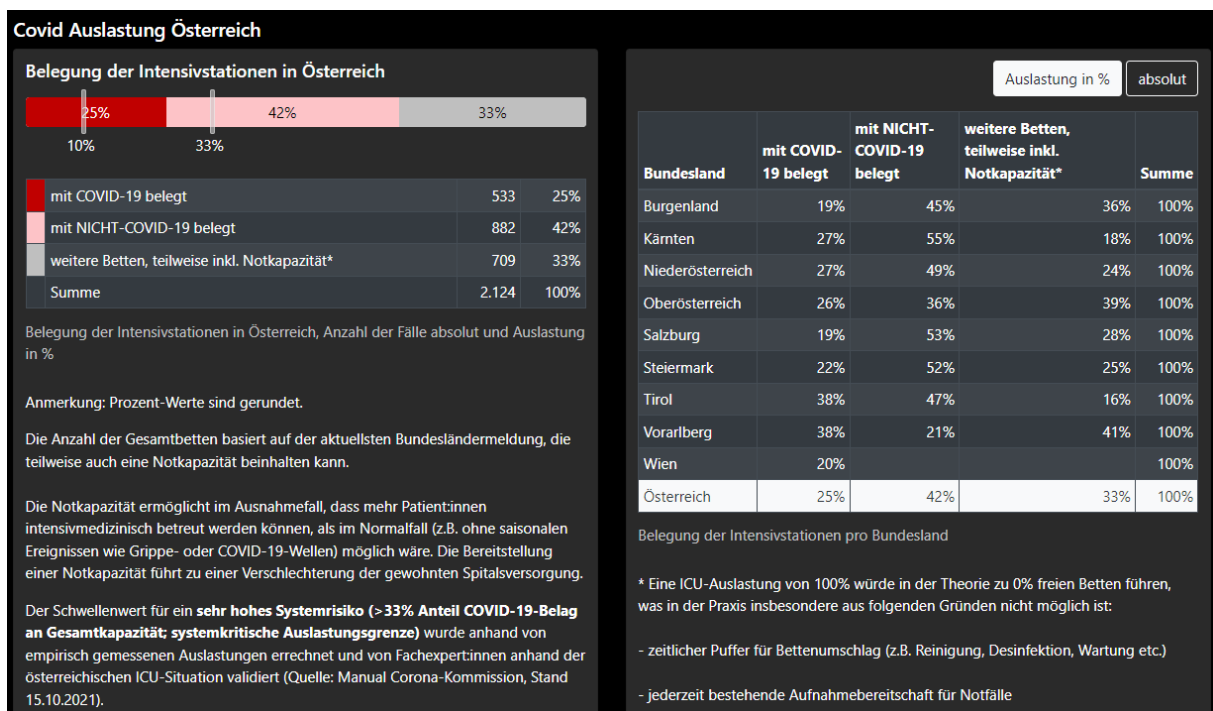 Covid Auslastung Österreich
Belegung der Intensivstationen in Österreich
25% 42% 33%
10% 33%
mit COVID-19 belegt 533 25%
mit NICHT-COVID-19 belegt 882 42%
weitere Betten, teilweise inkl. Notkapazität* 709 33%
Summe 2.124 100%
Belegung der Intensivstationen in Österreich, Anzahl der Fälle absolut und Auslastung
in %
Anmerkung: Prozent-Werte sind gerundet.
Die Anzahl der Gesamtbetten basiert auf der aktuellsten Bundesländermeldung, die
teilweise auch eine Notkapazität beinhalten kann.
Die Notkapazität ermöglicht im Ausnahmefall, dass mehr Patient:innen
intensivmedizinisch betreut werden können, als im Normalfall (z.B. ohne saisonalen
Ereignissen wie Grippe- oder COVID-19-Wellen) möglich wäre. Die Bereitstellung
einer Notkapazität führt zu einer Verschlechterung der gewohnten Spitalsversorgung.
Der Schwellenwert für ein sehr hohes Systemrisiko (>33% Anteil COVID-19-Belag
an Gesamtkapazität; systemkritische Auslastungsgrenze) wurde anhand von
empirisch gemessenen Auslastungen errechnet und von Fachexpert:innen anhand der
österreichischen ICU-Situation validiert (Quelle: Manual Corona-Kommission, Stand
15.10.2021).
Auslastung in % absolut
mit NICHT- weitere Betten,
mit COVID- COVID-19 teilweise inkl.
Bundesland 19 belegt belegt Notkapazität* Summe
Burgenland 19% 45% 36% 100%
Kärnten 27% 55% 18% 100%
Niederösterreich 27% 49% 24% 100%
Oberösterreich 26% 36% 39% 100%
Salzburg 19% 53% 28% 100%
Steiermark 22% 52% 25% 100%
Tirol 38% 47% 16% 100%
Vorarlberg 38% 21% 41% 100%
Wien 20% 100%
Österreich 25% 42% 33% 100%
Belegung der Intensivstationen pro Bundesland
* Eine ICU-Auslastung von 100% würde in der Theorie zu 0% freien Betten führen,
was in der Praxis insbesondere aus folgenden Gründen nicht möglich ist:
- zeitlicher Puffer für Bettenumschlag (z.B. Reinigung, Desinfektion, Wartung etc.)
- jederzeit bestehende Aufnahmebereitschaft für Notfälle